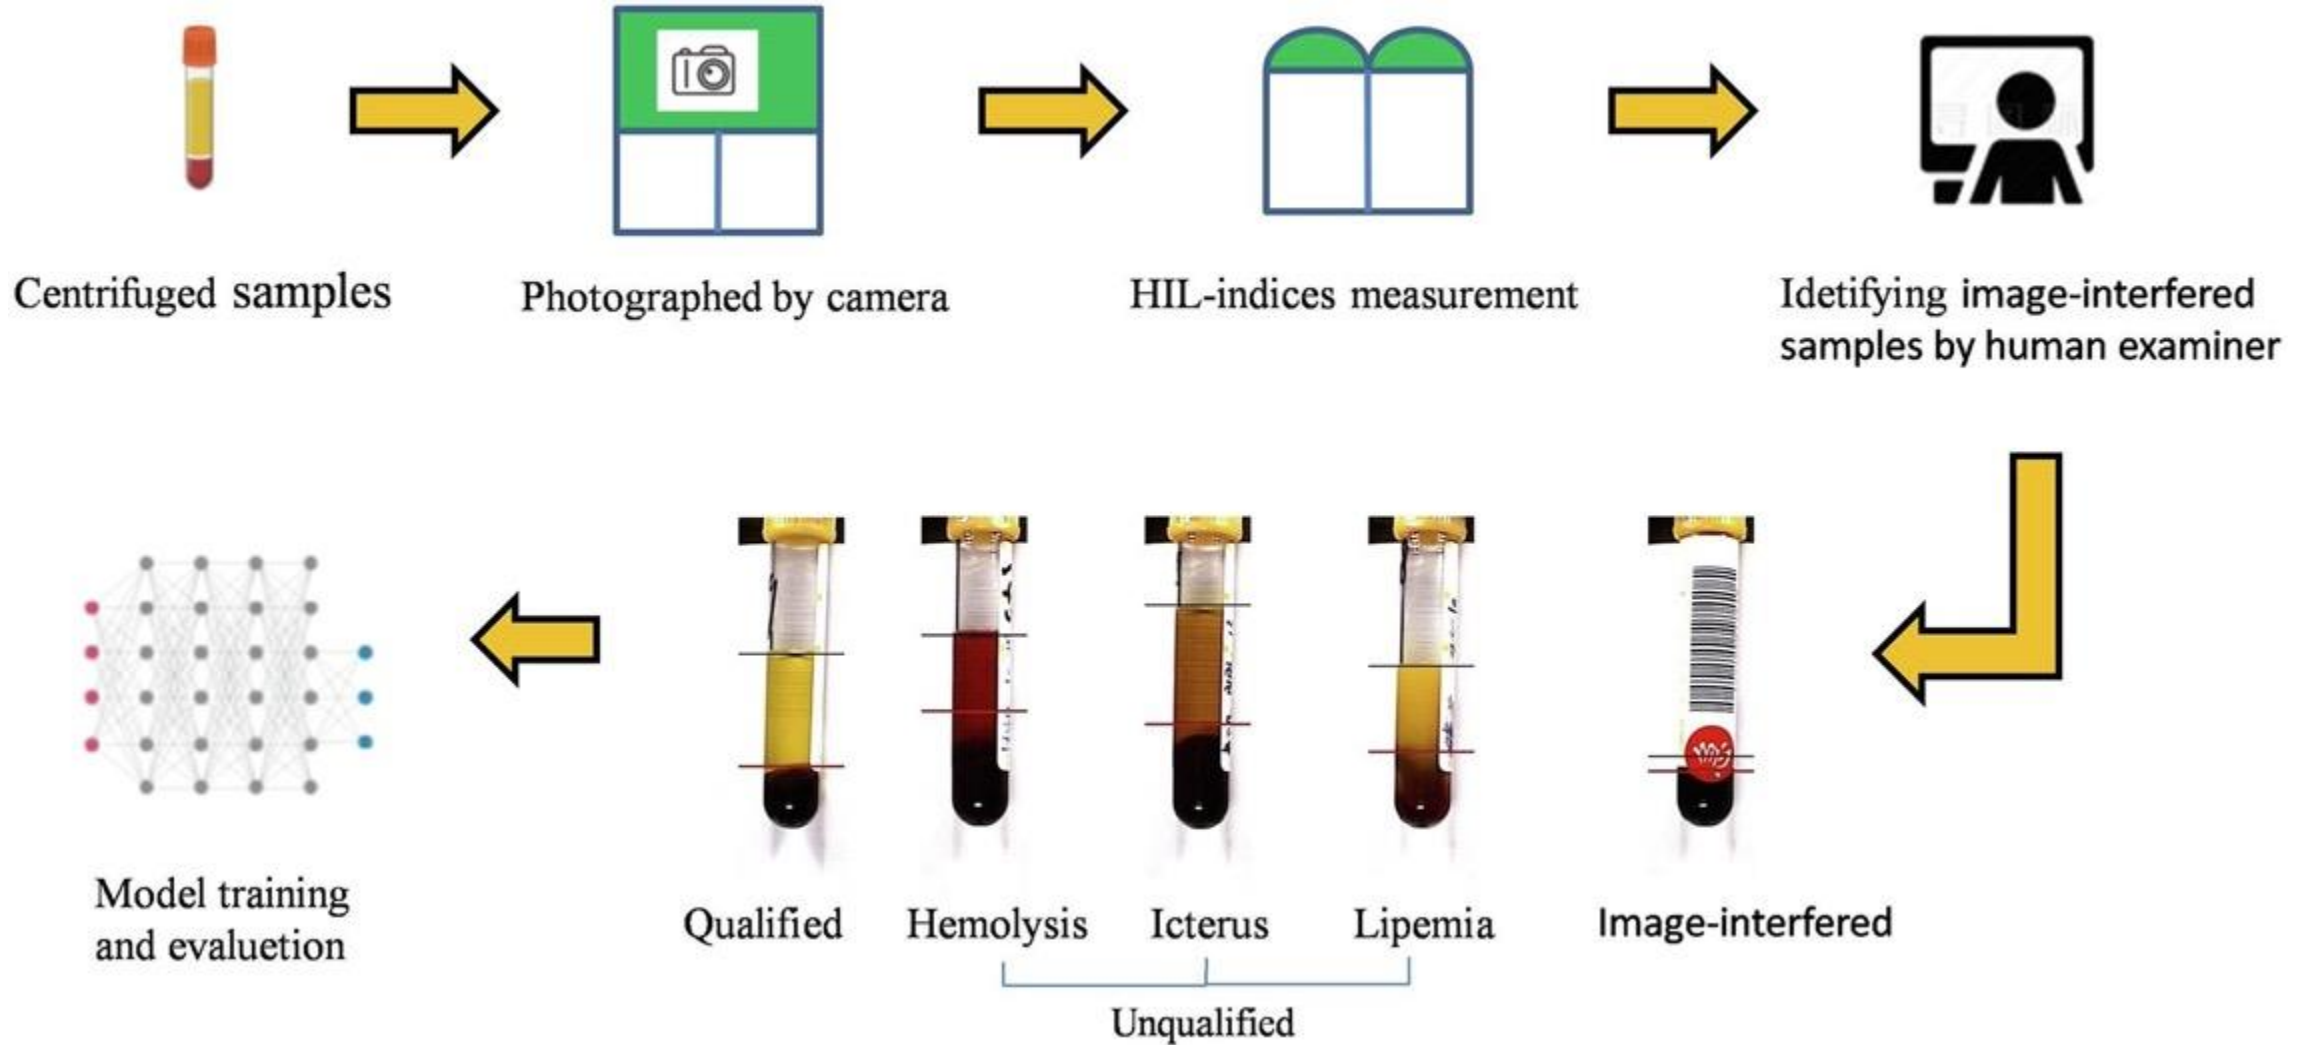 Centrifuged samples
Photographed by camera
HIL-indices measurement
Idetifying image-interfered
samples by human examiner
Qualified
Hemolysis
Icterus
Lipemia
Image-interfered
Unqualified
Model training
and evaluetion